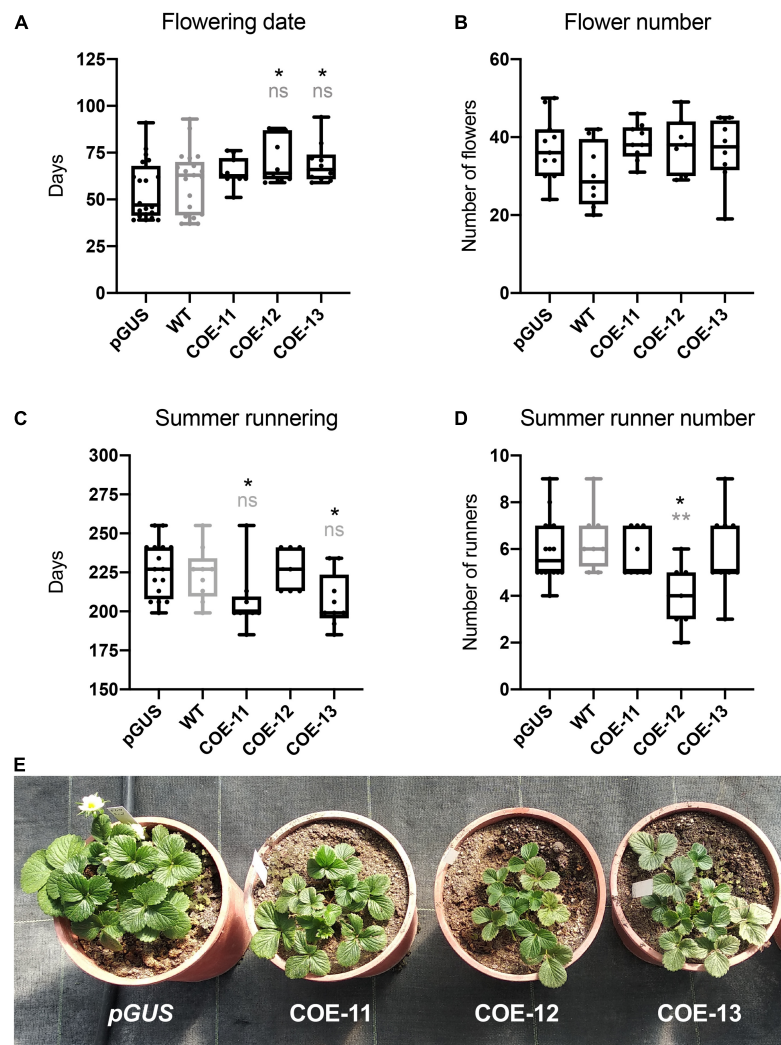 A
Flowering date
Days
125
100
75
50
25
0
* *
ns ns
pGUS WT COE-11 COE-12 COE-13
B
Flower number
Number of flowers
60
40
20
0
pGUS WT COE-11 COE-12 COE-13
C
Summer runnering
Days
300
275
250
225
200
175
150
*
ns
*
ns
pGUS WT COE-11 COE-12 COE-13
D
Summer runner number
Number of runners
10
8
6
4
2
0
*
**
pGUS WT COE-11 COE-12 COE-13
E
pGUS COE-11 COE-12 COE-13